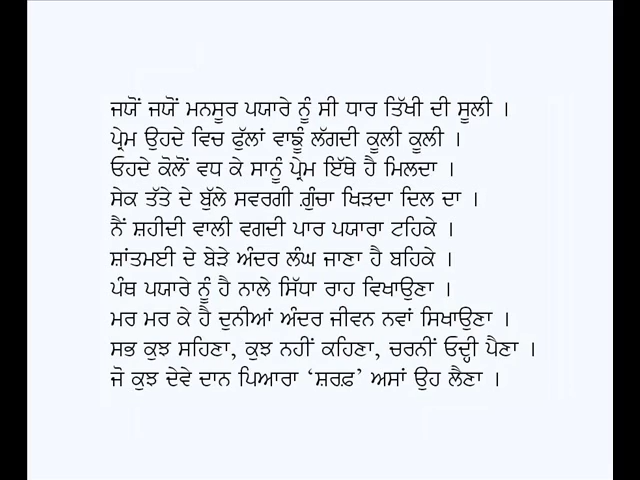 ਜਯੋਂ ਜਯੋਂ ਮਨਸੂਰ ਪਯਾਰੇ ਨੂੰ ਸੀ ਧਾਰ ਤਿੱਖੀ ਦੀ ਸੂਲੀ ।
ਪ੍ਰੇਮ ਉਹਦੇ ਵਿਚ ਫੁੱਲਾਂ ਵਾਙੂੰ ਲੱਗਦੀ ਕੂਲੀ ਕੂਲੀ ।
ਓਹਦੇ ਕੋਲੋਂ ਵਧ ਕੇ ਸਾਨੂੰ ਪ੍ਰੇਮ ਇੱਥੇ ਹੈ ਮਿਲਦਾ ।
ਸੇਕ ਤੱਤੇ ਦੇ ਬੁੱਲੇ ਸਵਰਗੀ ਗ਼ੁੰਚਾ ਖਿੜਦਾ ਦਿਲ ਦਾ ।
ਨੈਂ ਸ਼ਹੀਦੀ ਵਾਲੀ ਵਗਦੀ ਪਾਰ ਪਯਾਰਾ ਟਹਿਕੇ ।
ਸ਼ਾਂਤਮਈ ਦੇ ਬੇੜੇ ਅੰਦਰ ਲੰਘ ਜਾਣਾ ਹੈ ਬਹਿਕੇ ।
ਪੰਥ ਪਯਾਰੇ ਨੂੰ ਹੈ ਨਾਲੇ ਸਿੱਧਾ ਰਾਹ ਵਿਖਾਉਣਾ ।
ਮਰ ਮਰ ਕੇ ਹੈ ਦੁਨੀਆਂ ਅੰਦਰ ਜੀਵਨ ਨਵਾਂ ਸਿਖਾਉਣਾ ।
ਸਭ ਕੁਝ ਸਹਿਣਾ, ਕੁਝ ਨਹੀਂ ਕਹਿਣਾ, ਚਰਨੀਂ ਓਦ੍ਹੀ ਪੈਣਾ ।
ਜੋ ਕੁਝ ਦੇਵੇ ਦਾਨ ਪਿਆਰਾ ‘ਸ਼ਰਫ਼’ ਅਸਾਂ ਉਹ ਲੈਣਾ ।